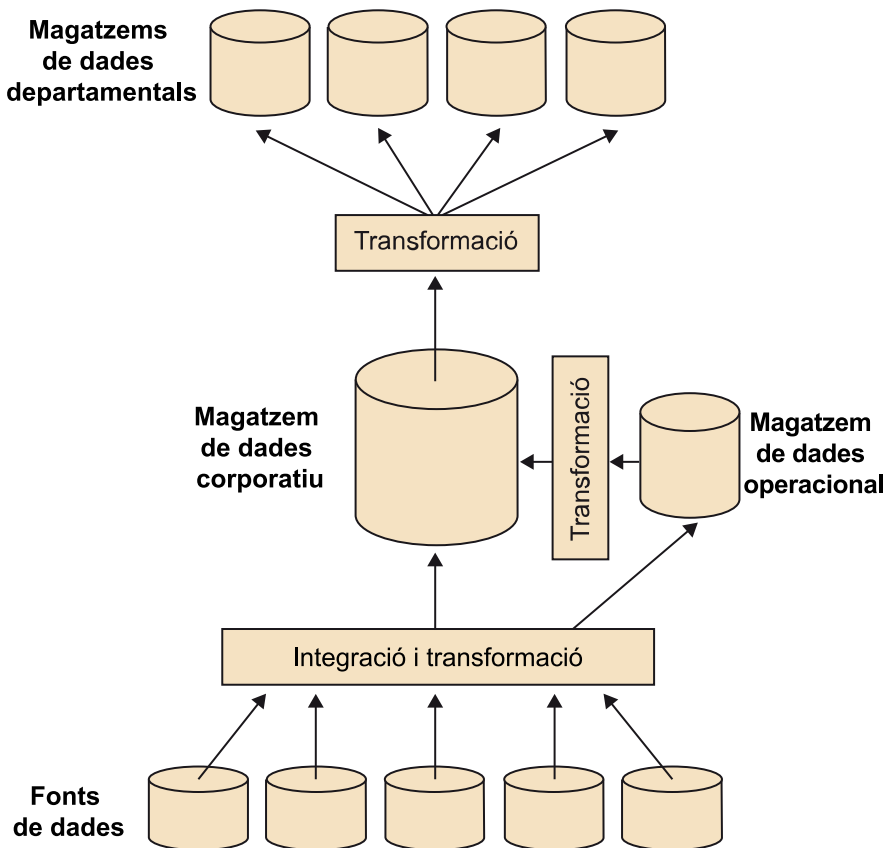 Magatzems
de dades
departamentals
Transformació
Magatzem
de dades
corporatiu
Transformació
Magatzem
de dades
operacional
Integració i transformació
Fonts
de dades